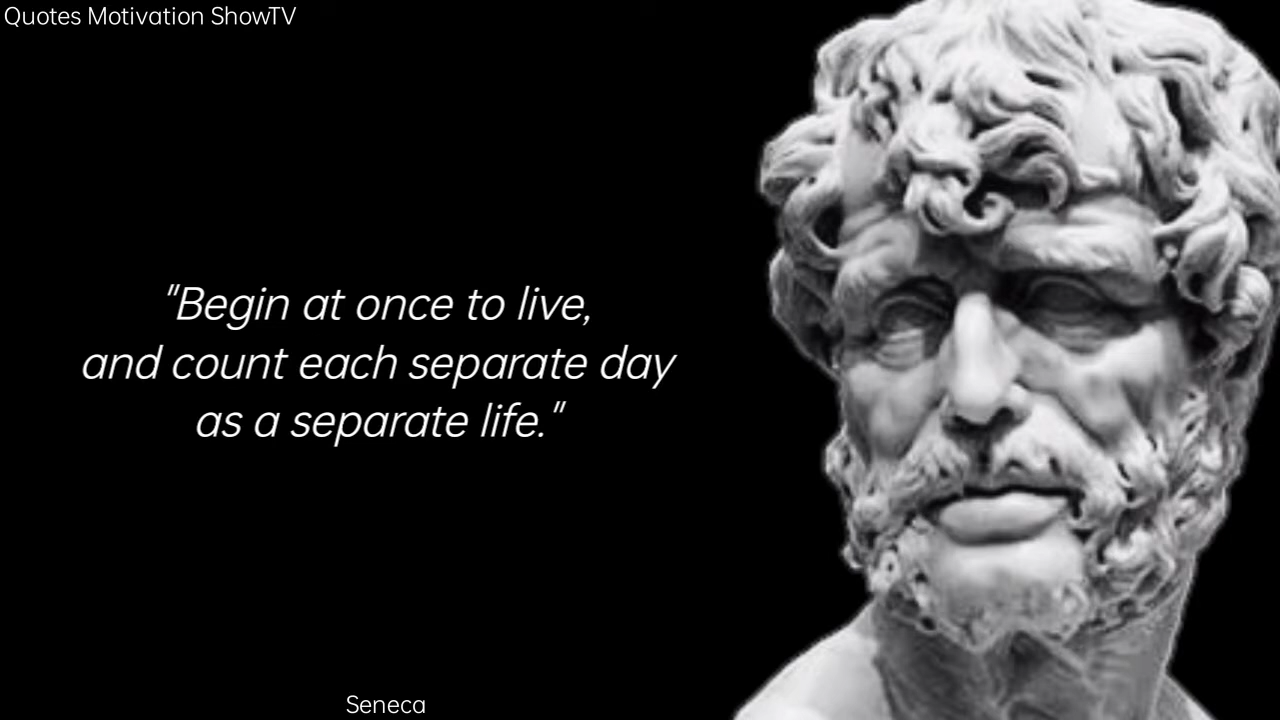 Quotes Motivation ShowTV
"Begin at once to live,
and count each separate day
as a separate life."
Seneca